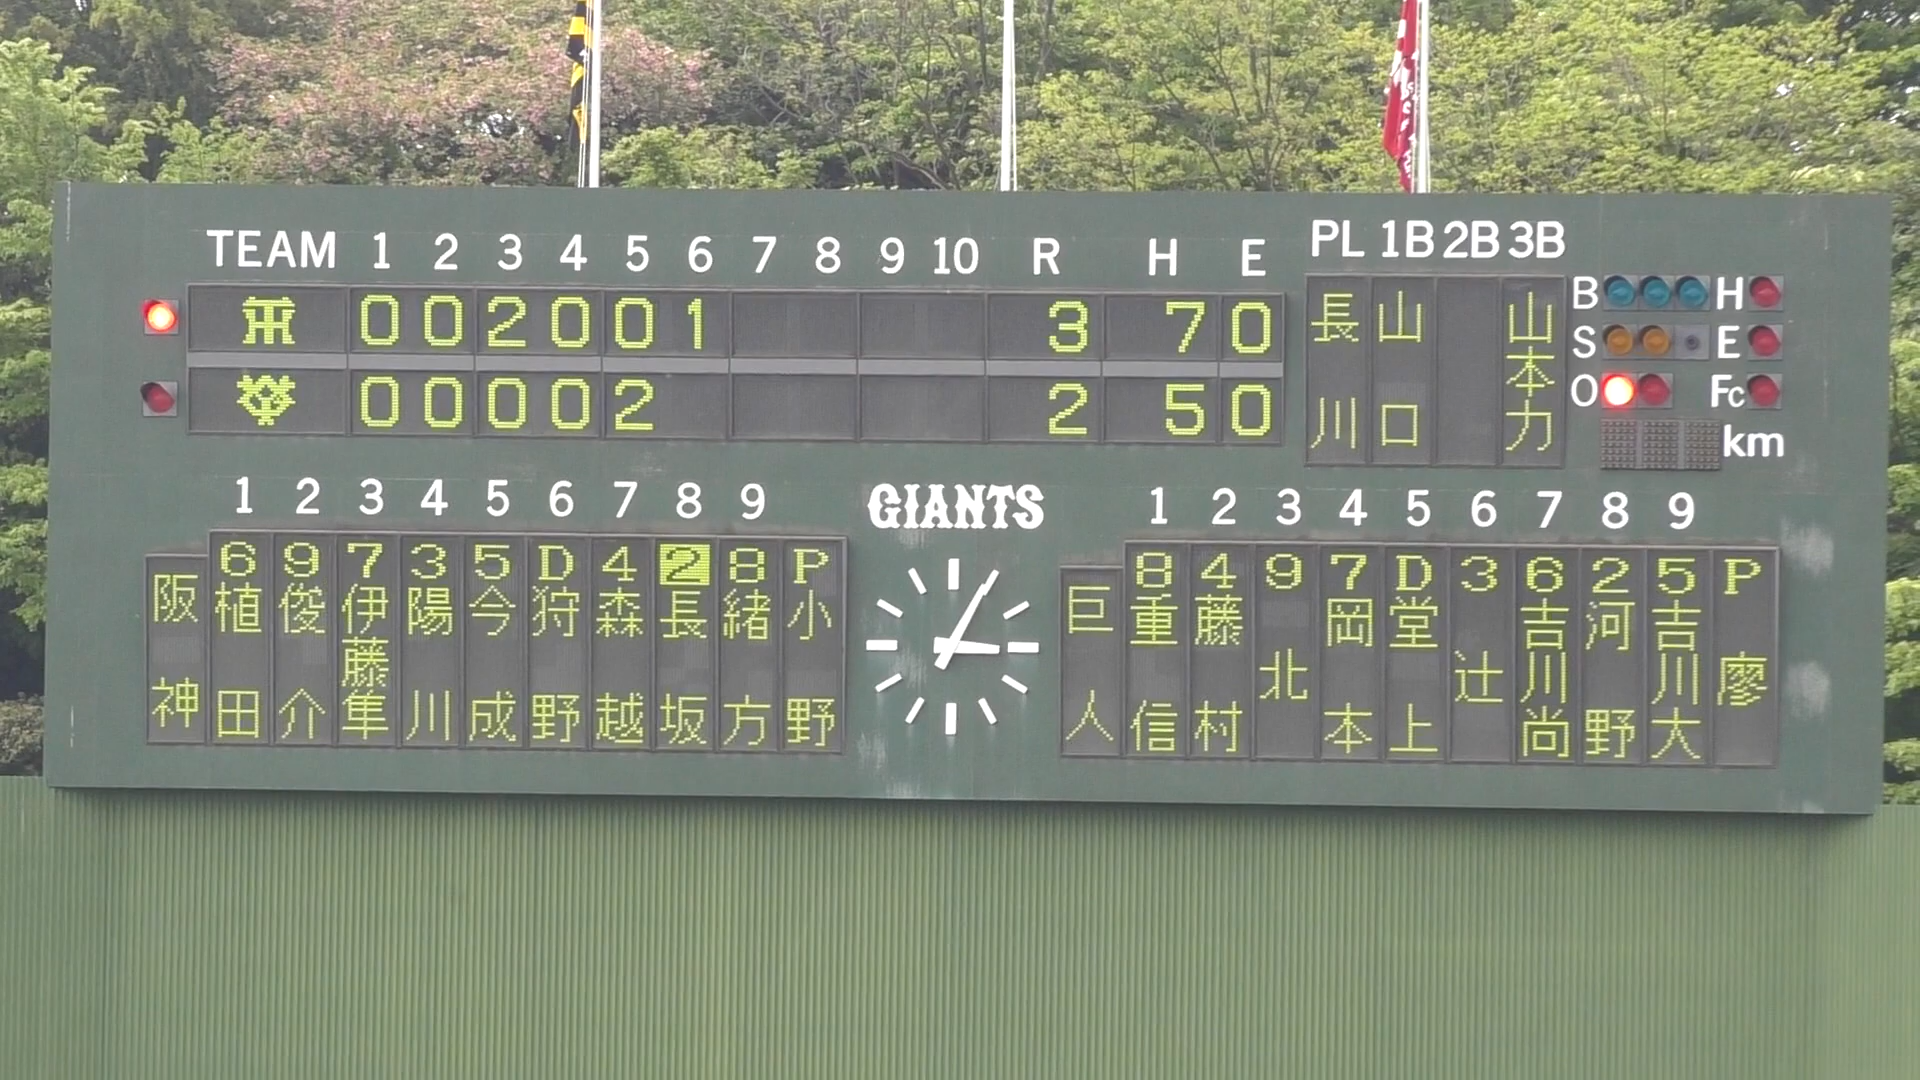 TEAM 1 2 3 4 5 6 7 8 9 10 R H E
0 0 2 0 0 1 3 7 0
0 0 0 0 2 2 5 0
PL 1B 2B 3B
長川 山口 山本力
B H
S E
O Fc
km
GIANTS
1 2 3 4 5 6 7 8 9
6 9 7 3 5 D 4 2 8 P
阪神 植田 俊介 伊藤隼 陽川 今成 狩野 森越 長坂 緒方 小野
1 2 3 4 5 6 7 8 9
8 4 9 7 D 3 6 2 5 P
巨人 重信 藤村 北 岡本 堂上 辻 吉川尚 河野 吉川大 廖